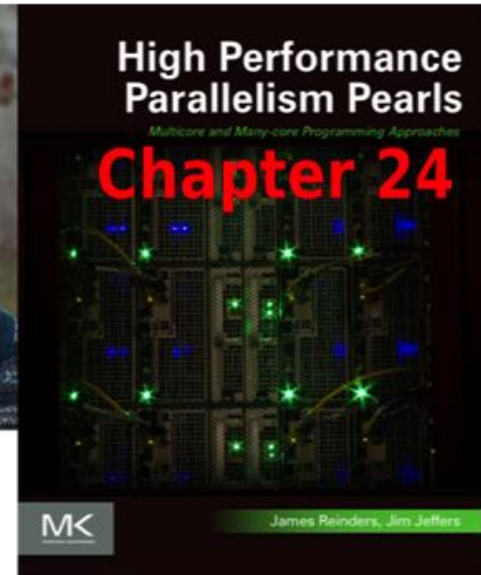 High Performance
Parallelism Pearls
Multicore and Many-core Programming Approaches
Chapter 24
MK
James Reinders, Jim Jeffers